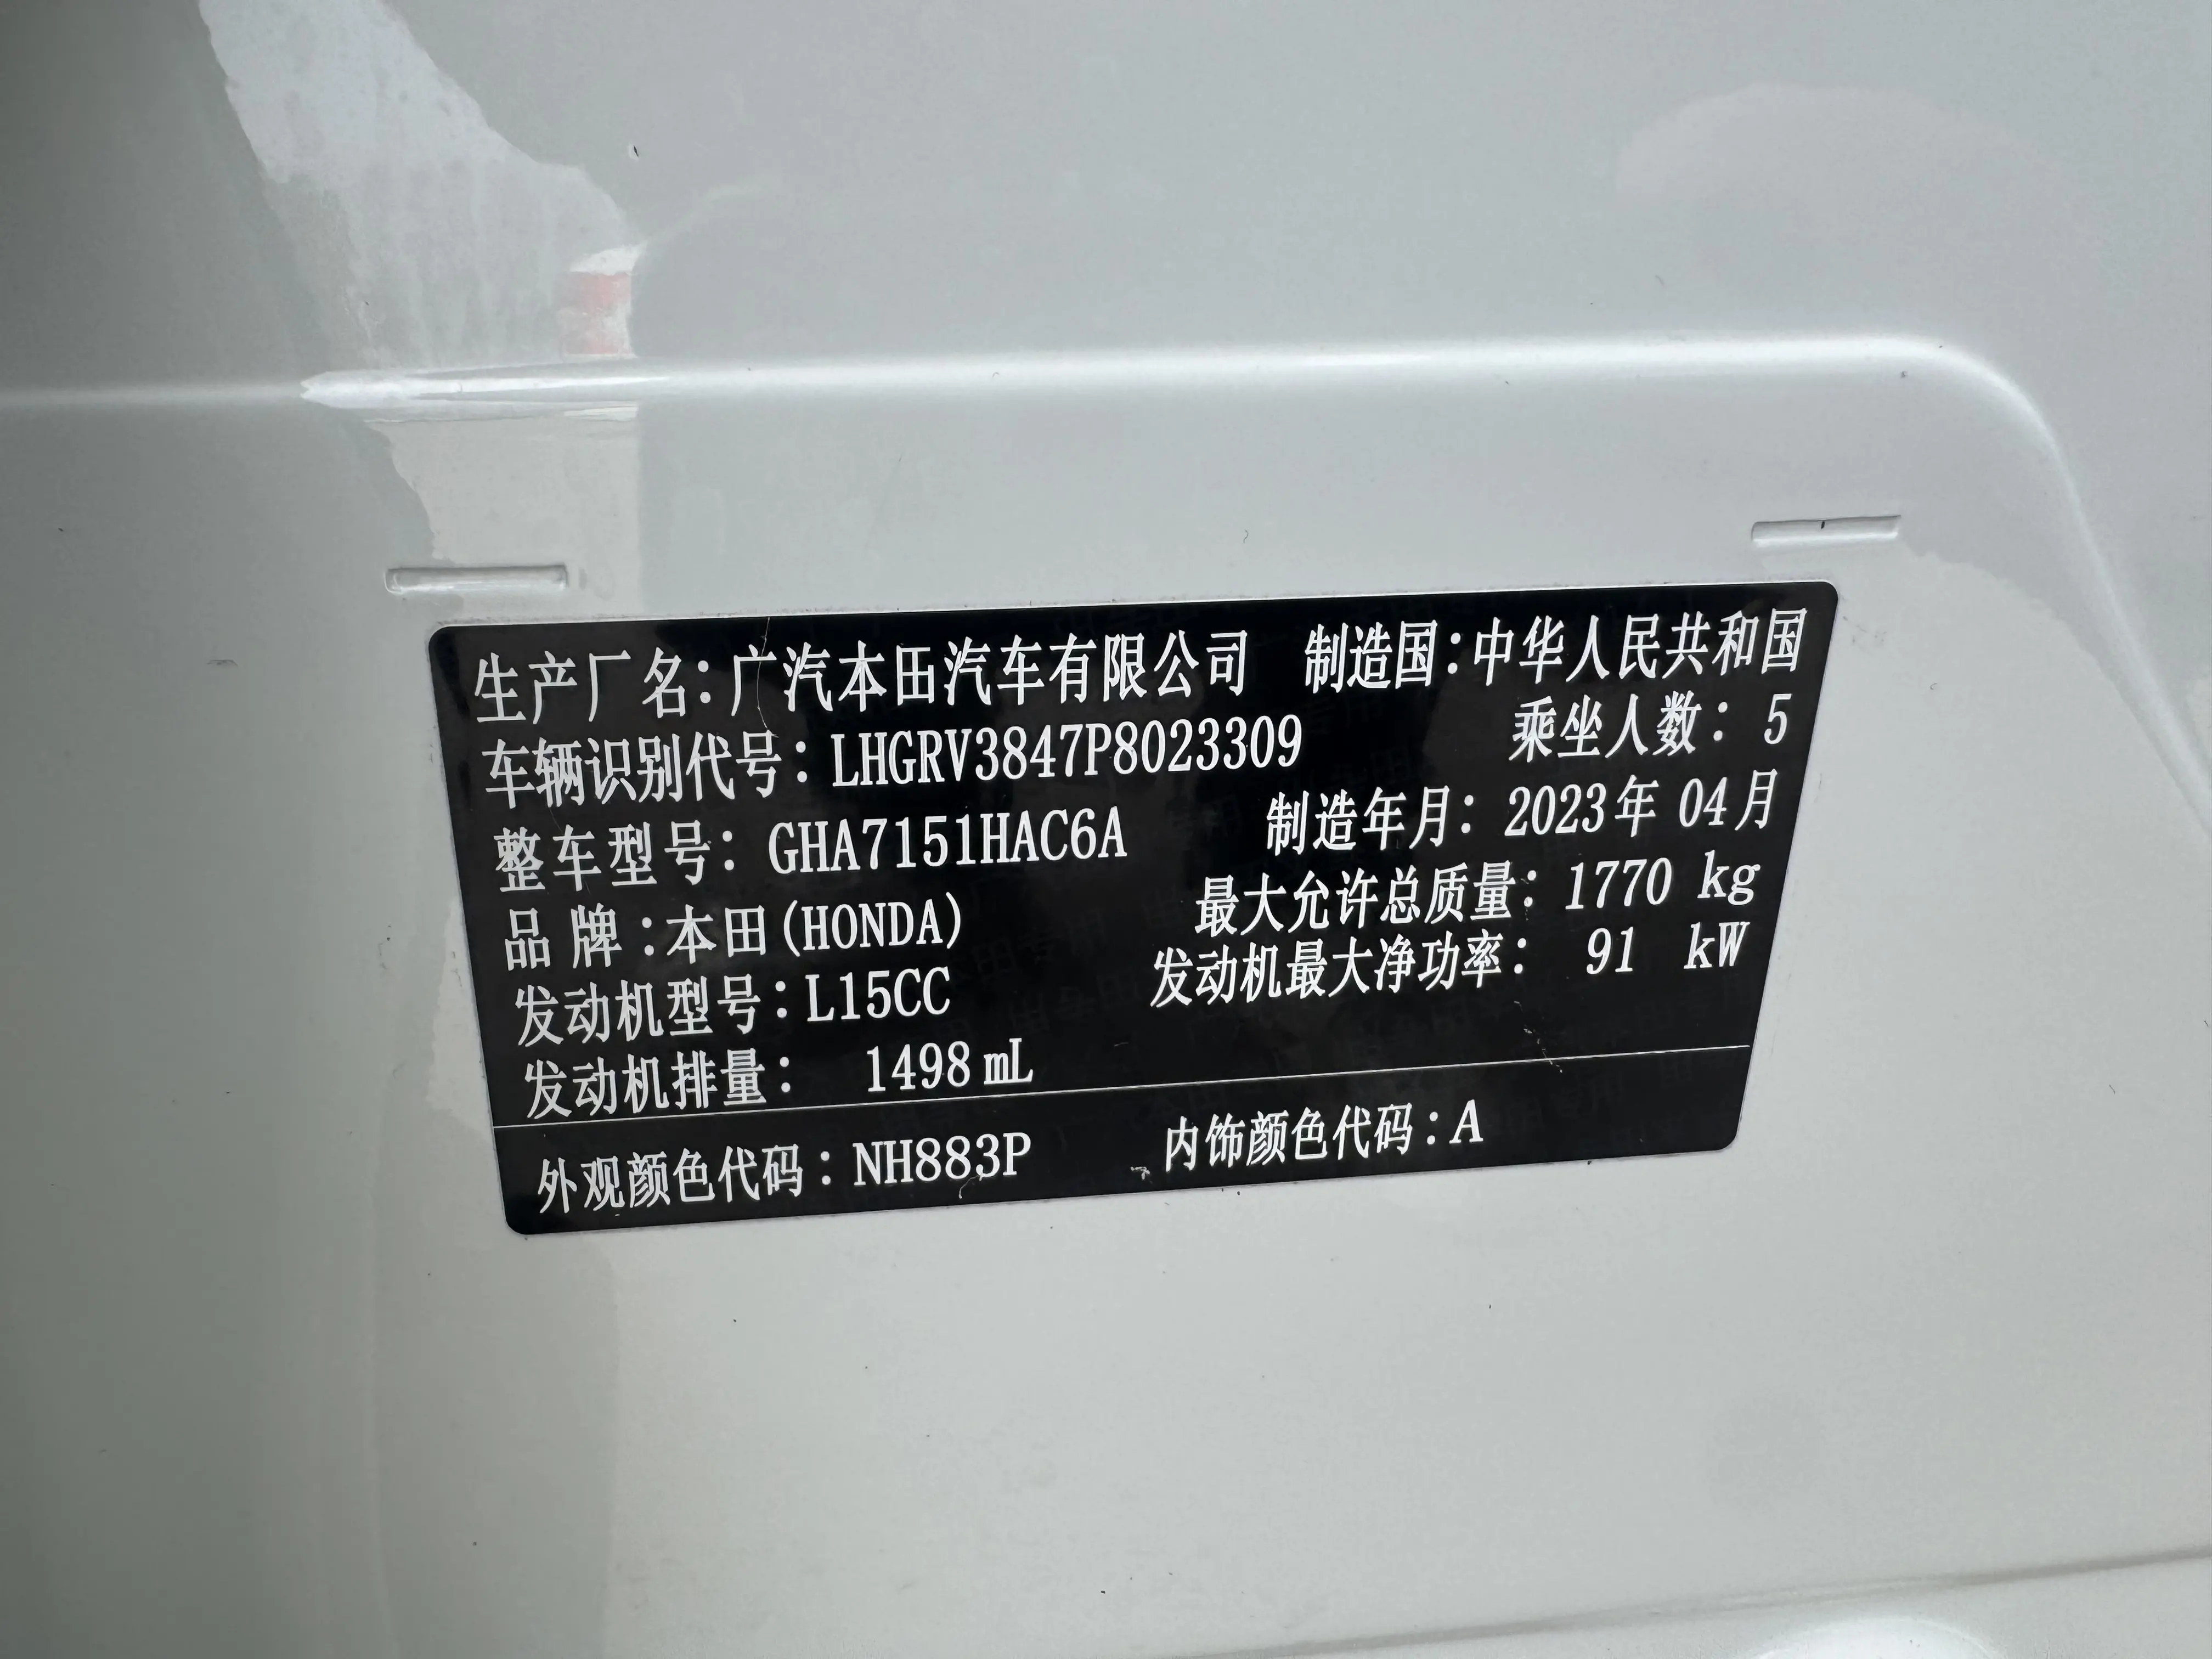 生产厂名:广汽本田汽车有限公司 制造国:中华人民共和国
车辆识别代号:LHGRV3847P8023309 乘坐人数: 5
整车型号: GHA7151HAC6A 制造年月: 2023年 04月
品 牌 :本田(HONDA) 最大允许总质量: 1770 kg
发动机型号:L15CC 发动机最大净功率: 91 kW
发动机排量: 1498 mL
外观颜色代码:NH883P 内饰颜色代码:A